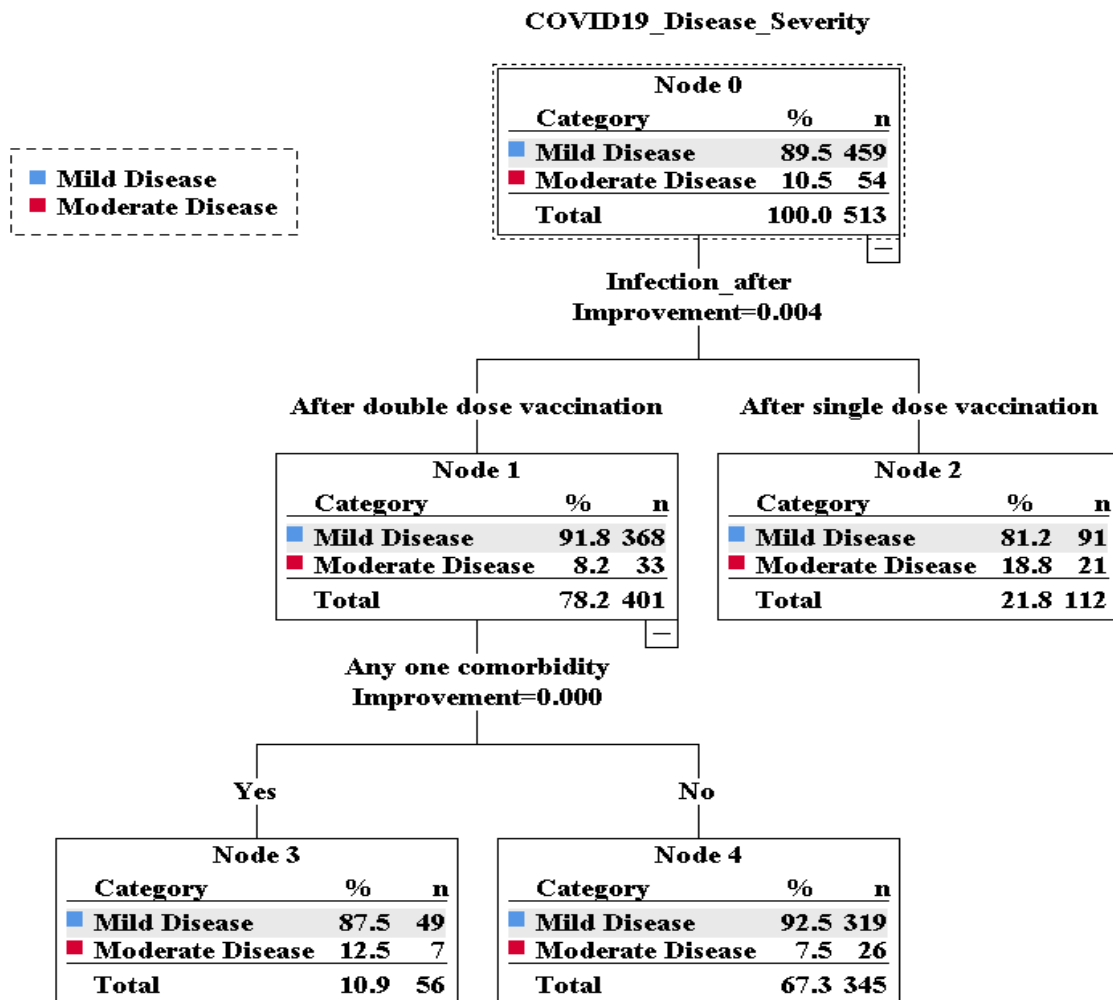 COVID19_Disease_Severity
Mild Disease
Moderate Disease
Node 0
Category % n
Mild Disease 89.5 459
Moderate Disease 10.5 54
Total 100.0 513
Infection_after
Improvement=0.004
After double dose vaccination
After single dose vaccination
Node 1
Category % n
Mild Disease 91.8 368
Moderate Disease 8.2 33
Total 78.2 401
Node 2
Category % n
Mild Disease 81.2 91
Moderate Disease 18.8 21
Total 21.8 112
Any one comorbidity
Improvement=0.000
Yes
No
Node 3
Category % n
Mild Disease 87.5 49
Moderate Disease 12.5 7
Total 10.9 56
Node 4
Category % n
Mild Disease 92.5 319
Moderate Disease 7.5 26
Total 67.3 345